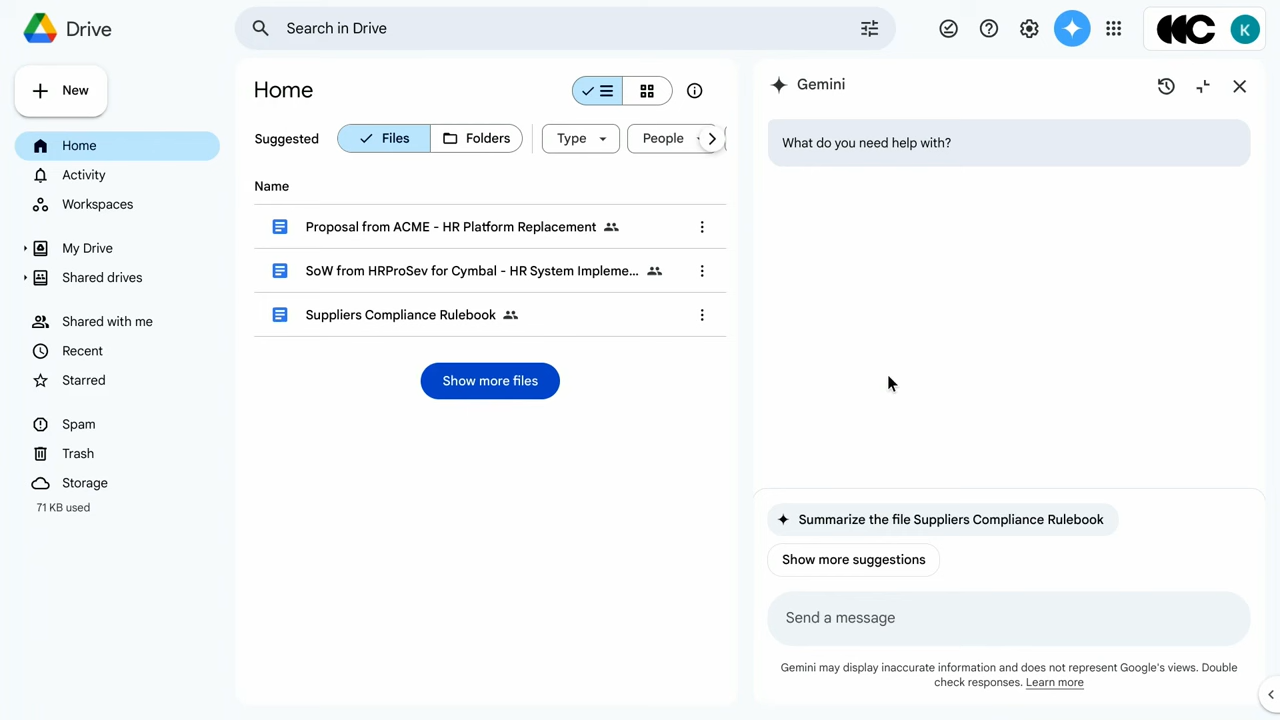 Drive
Search in Drive
K
New
Home
Activity
Workspaces
My Drive
Shared drives
Shared with me
Recent
Starred
Spam
Trash
Storage
71 KB used
Home
Suggested
Files
Folders
Type
People
Name
Proposal from ACME - HR Platform Replacement
SoW from HRProSev for Cymbal - HR System Impleme...
Suppliers Compliance Rulebook
Show more files
Gemini
What do you need help with?
Summarize the file Suppliers Compliance Rulebook
Show more suggestions
Send a message
Gemini may display inaccurate information and does not represent Google's views. Double
check responses. Learn more